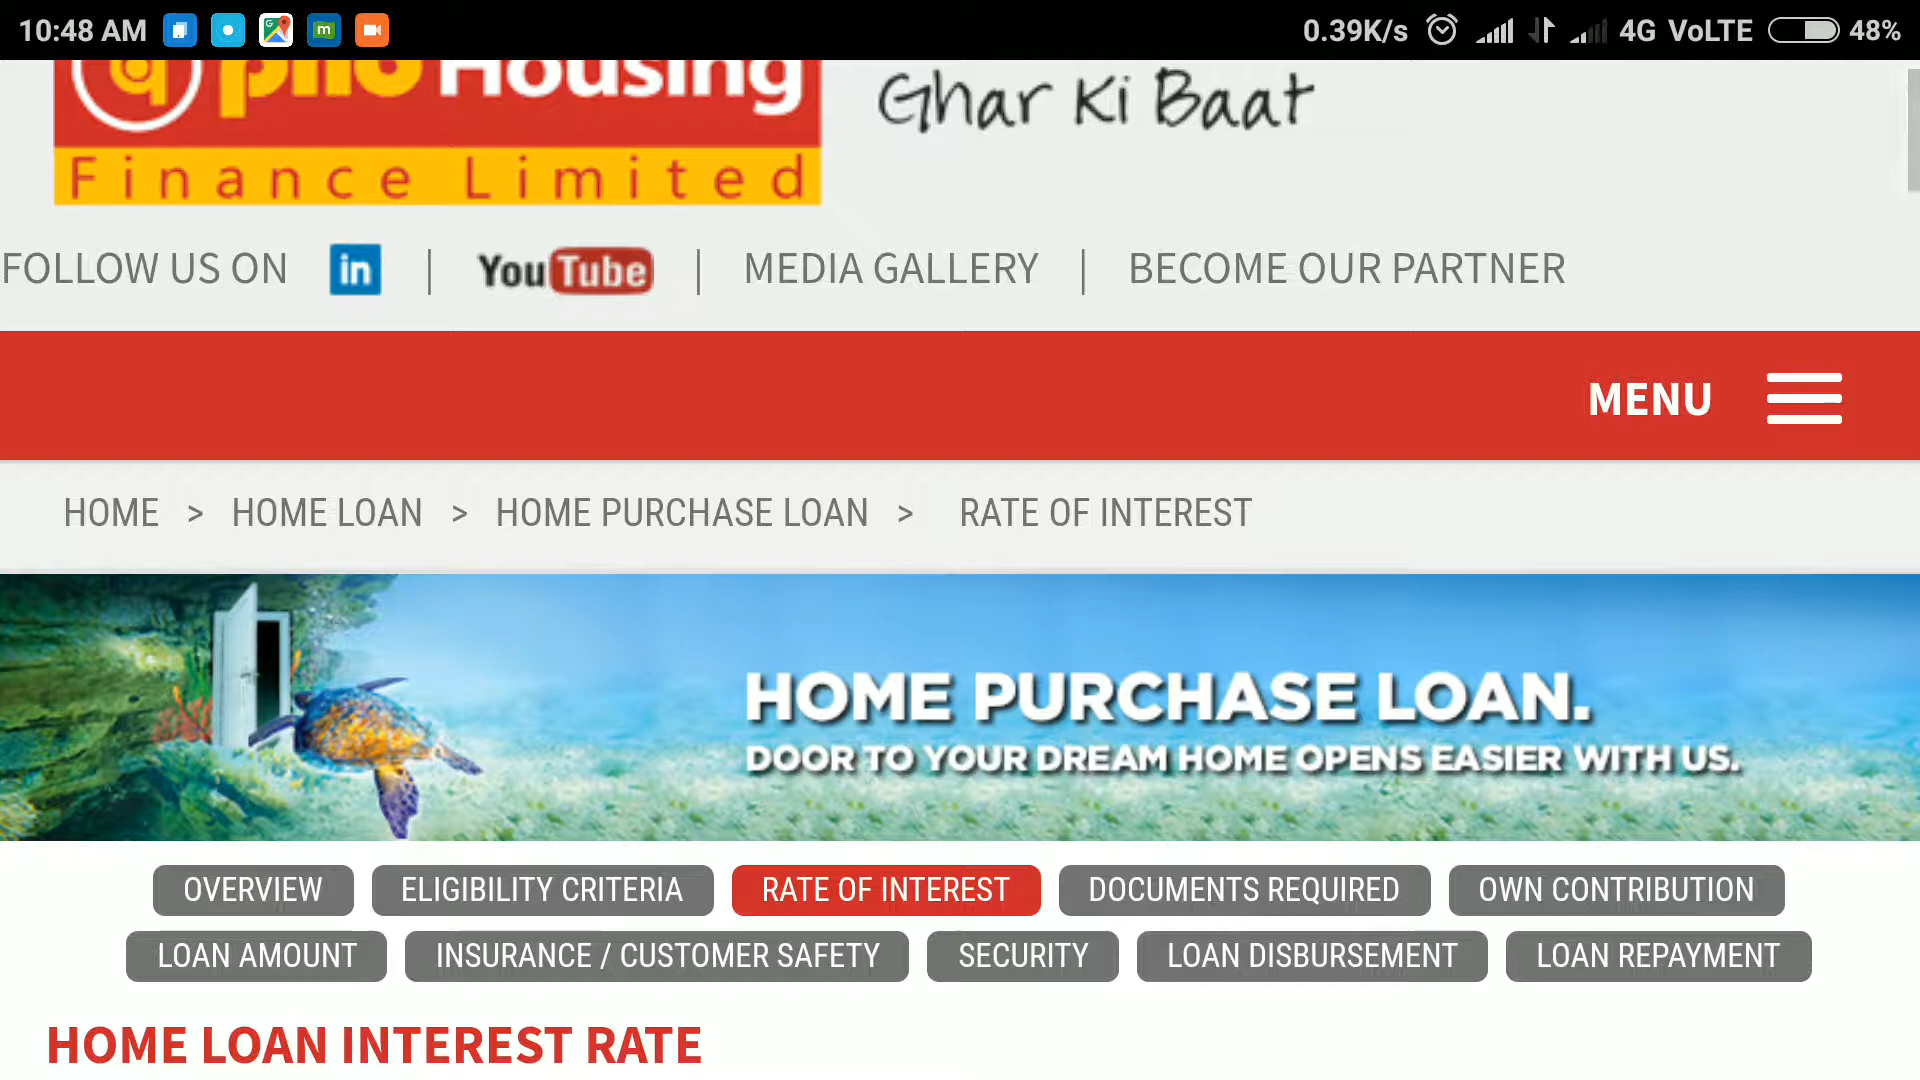 10:48 AM
0.39K/s 4G VoLTE 48%
pnb Housing
Finance Limited
Ghar Ki Baat
FOLLOW US ON in | YouTube | MEDIA GALLERY | BECOME OUR PARTNER
MENU
HOME > HOME LOAN > HOME PURCHASE LOAN > RATE OF INTEREST
HOME PURCHASE LOAN.
DOOR TO YOUR DREAM HOME OPENS EASIER WITH US.
OVERVIEW ELIGIBILITY CRITERIA RATE OF INTEREST DOCUMENTS REQUIRED OWN CONTRIBUTION
LOAN AMOUNT INSURANCE / CUSTOMER SAFETY SECURITY LOAN DISBURSEMENT LOAN REPAYMENT
HOME LOAN INTEREST RATE